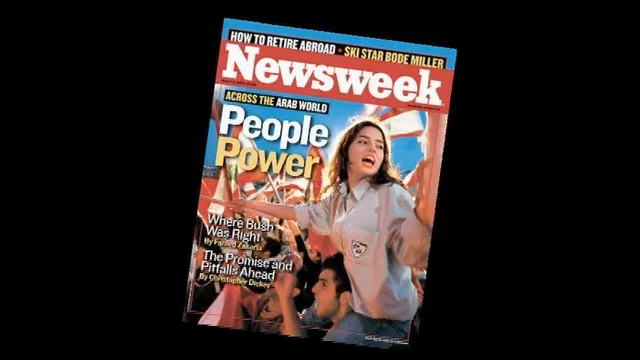 HOW TO RETIRE ABROAD • SKI STAR BODE MILLER
Newsweek
ACROSS THE ARAB WORLD
People
Power
Where Bush
Was Right
By Fareed Zakaria
The Promise and
Pitfalls Ahead
By Christopher Dickey